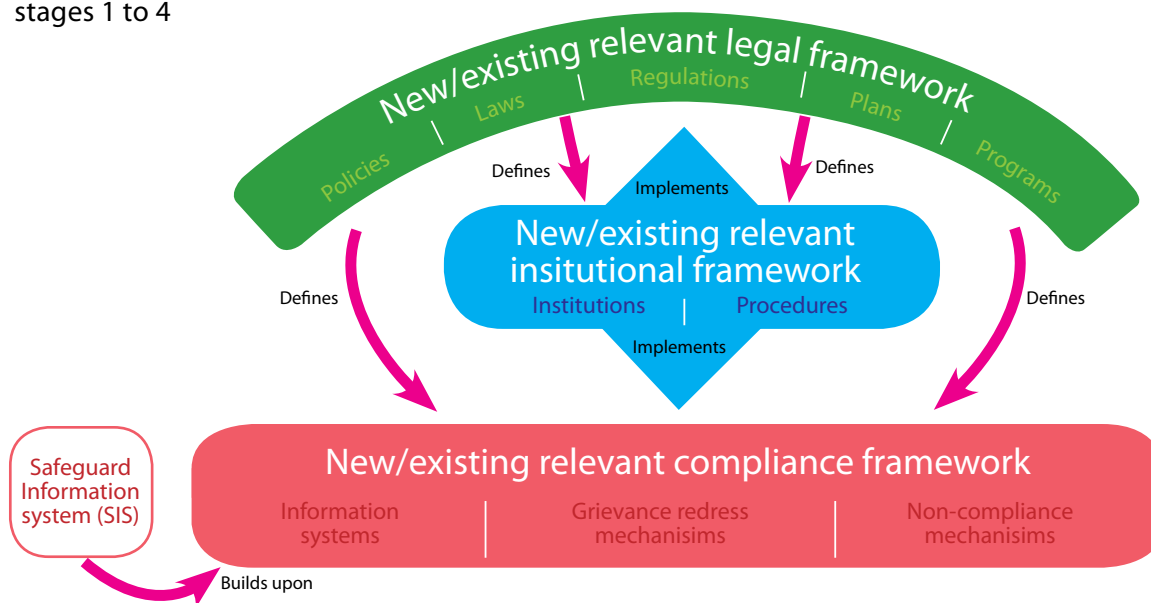 stages 1 to 4
New/existing relevant legal framework
Policies | Laws | Regulations | Plans | Programs
Defines
Defines
Implements
New/existing relevant
insitutional framework
Institutions | Procedures
Implements
Defines
Defines
New/existing relevant compliance framework
Safeguard
Information
system (SIS)
Information
systems
Grievance redress
mechanisims
Non-compliance
mechanisims
Builds upon